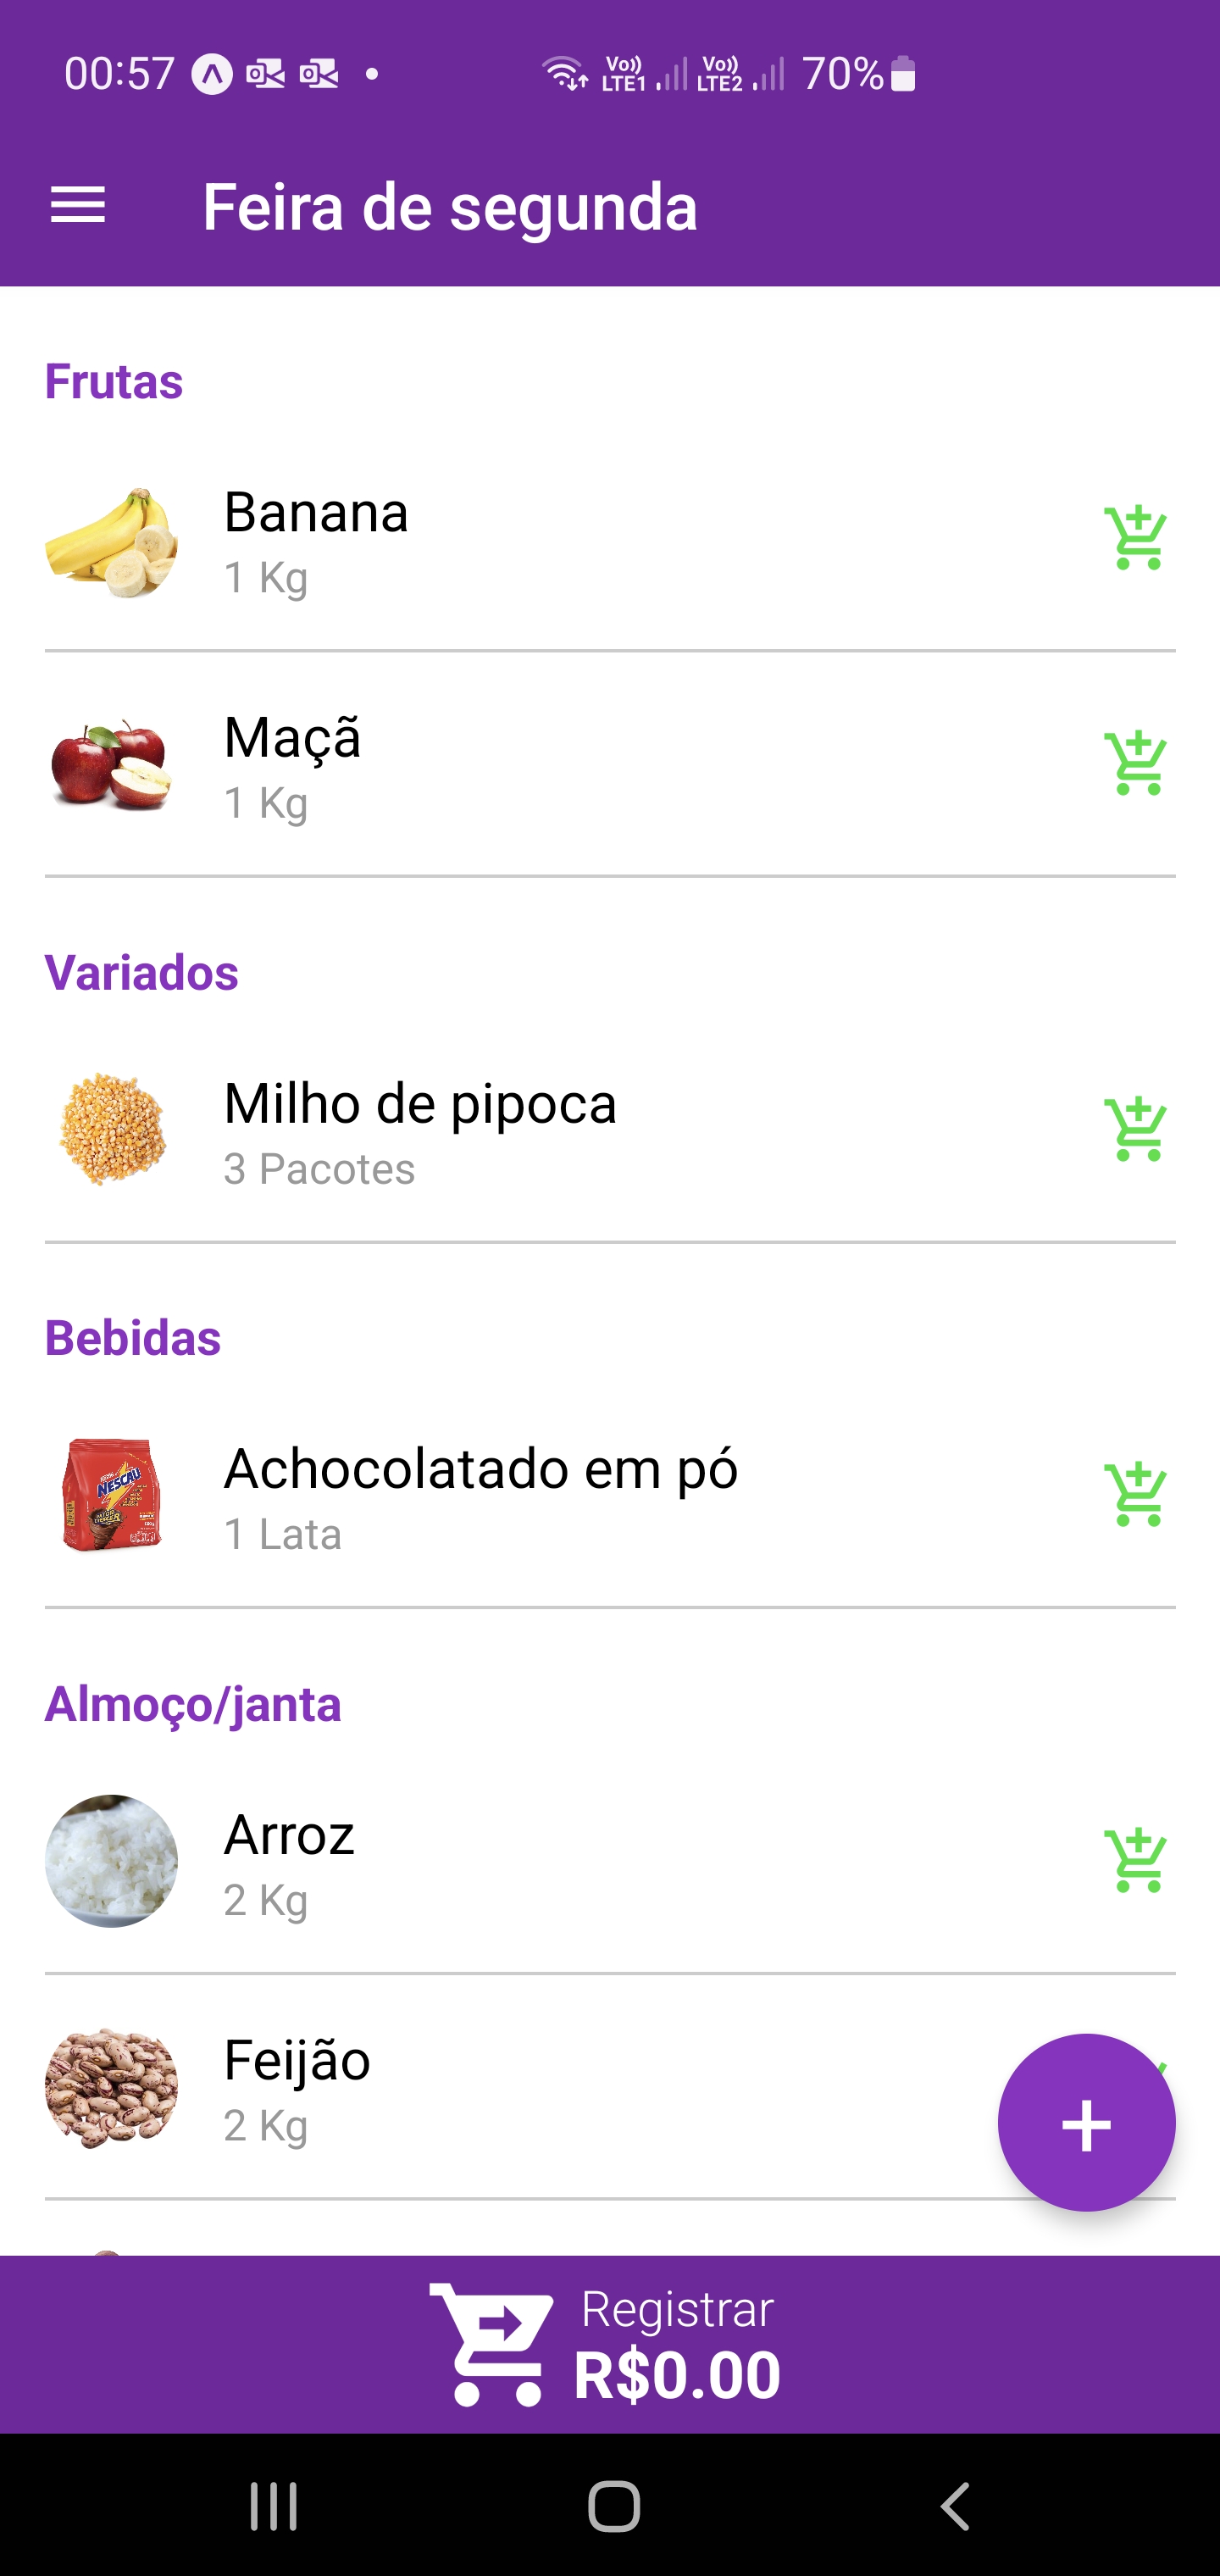 00:57
Vo)) LTE1 Vo)) LTE2 70%
Feira de segunda
Frutas
Banana
1 Kg
Maçã
1 Kg
Variados
Milho de pipoca
3 Pacotes
Bebidas
NESCAU
Achocolatado em pó
1 Lata
Almoço/janta
Arroz
2 Kg
Feijão
2 Kg
+
Registrar
R$0.00